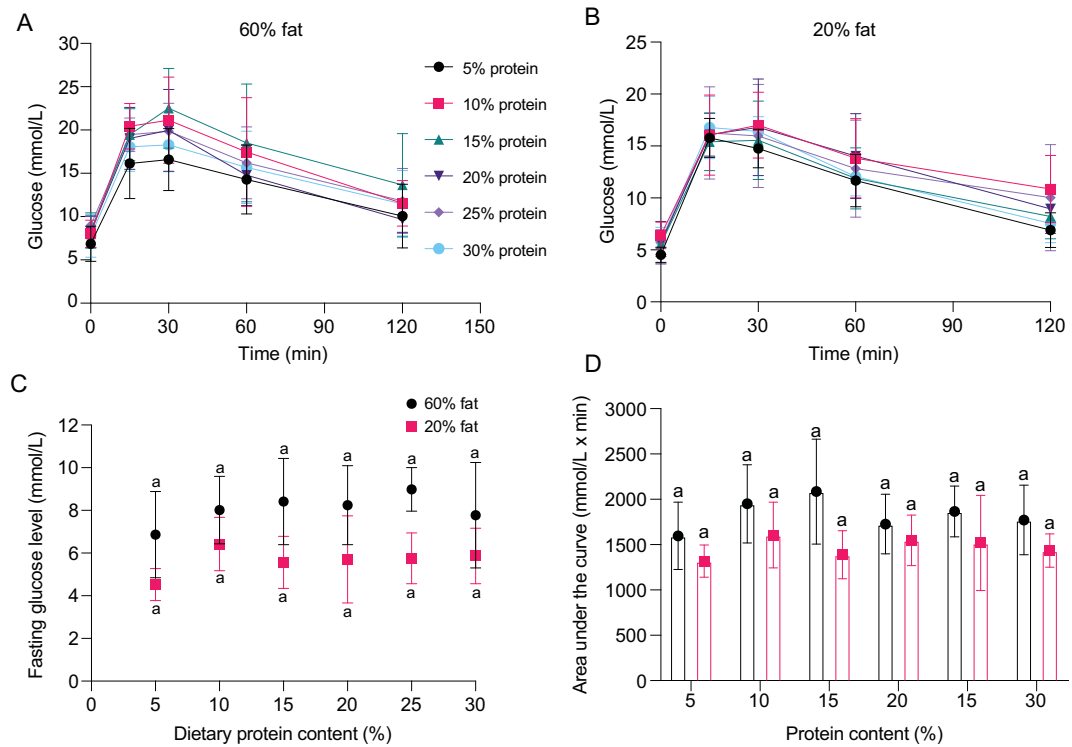 A
60% fat
30
25
20
15
10
5
0
Glucose (mmol/L)
0 30 60 90 120 150
Time (min)
5% protein
10% protein
15% protein
20% protein
25% protein
30% protein
B
20% fat
25
20
15
10
5
0
Glucose (mmol/L)
0 30 60 90 120
Time (min)
C
60% fat
20% fat
12
10
8
6
4
2
0
Fasting glucose level (mmol/L)
a a a a a a
a a a a a a
0 5 10 15 20 25 30
Dietary protein content (%)
D
3000
2500
2000
1500
1000
500
0
Area under the curve (mmol/L x min)
a a a a a a a a a a a a
5 10 15 20 15 30
Protein content (%)